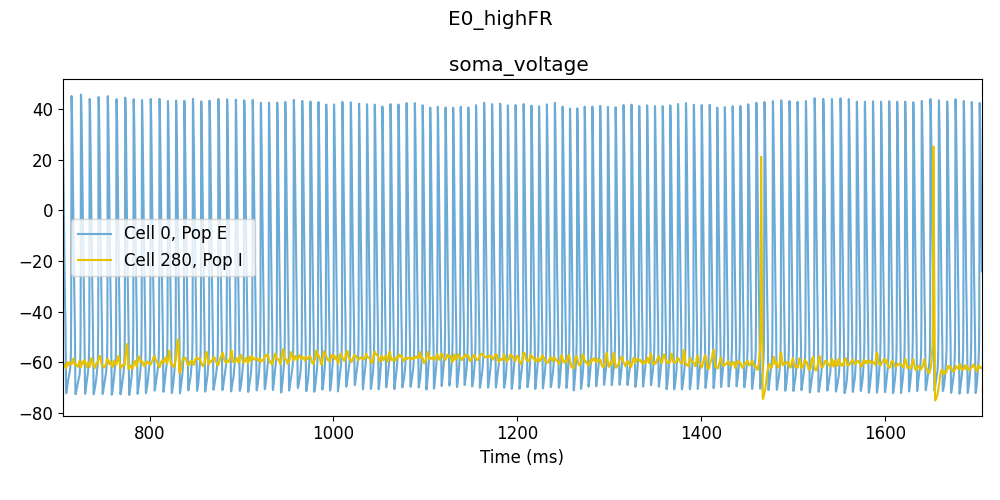 E0_highFR
soma_voltage
40
20
0
−20
−40
−60
−80
Cell 0, Pop E
Cell 280, Pop I
800 1000 1200 1400 1600
Time (ms)